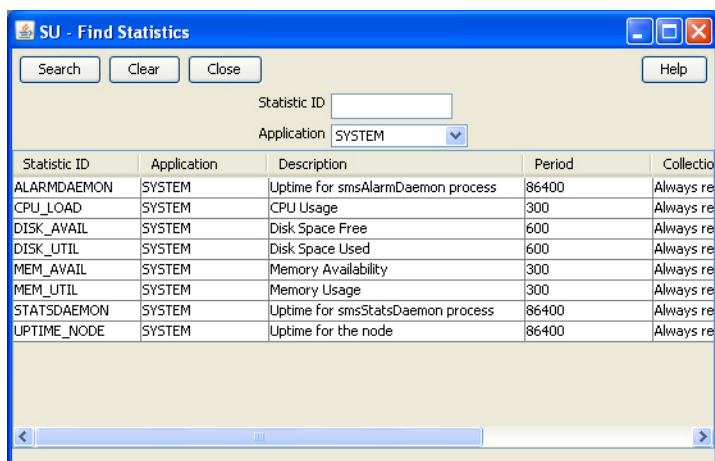 SU - Find Statistics
Search Clear Close Help
Statistic ID
Application SYSTEM
Statistic ID Application Description Period Collectio
ALARMDAEMON SYSTEM Uptime for smsAlarmDaemon process 86400 Always re
CPU_LOAD SYSTEM CPU Usage 300 Always re
DISK_AVAIL SYSTEM Disk Space Free 600 Always re
DISK_UTIL SYSTEM Disk Space Used 600 Always re
MEM_AVAIL SYSTEM Memory Availability 300 Always re
MEM_UTIL SYSTEM Memory Usage 300 Always re
STATSDAEMON SYSTEM Uptime for smsStatsDaemon process 86400 Always re
UPTIME_NODE SYSTEM Uptime for the node 86400 Always re